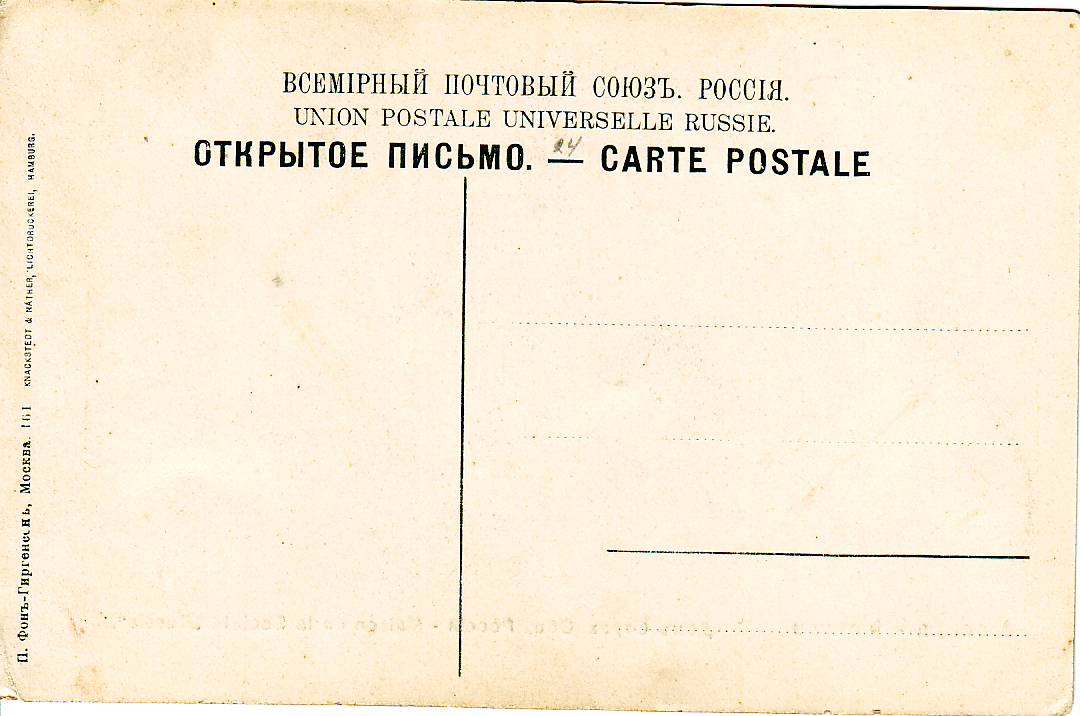 ВСЕМІРНЫЙ ПОЧТОВЫЙ СОЮЗЪ. РОССІЯ.
UNION POSTALE UNIVERSELLE RUSSIE.
ОТКРЫТОЕ ПИСЬМО. — CARTE POSTALE
24
П. Фонъ-Гиргенсонъ, Москва. 161 KNACKSTEDT & NÄTHER, LICHTDRUCKEREI, HAMBURG.